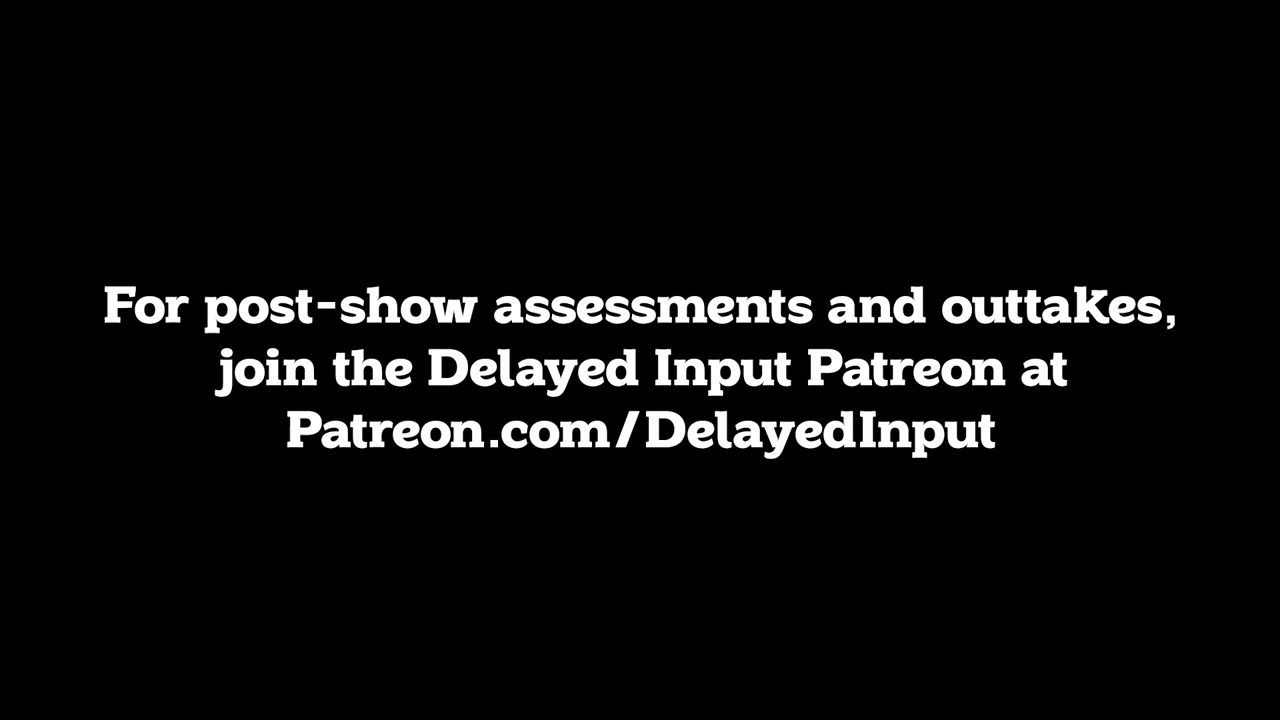 For post-show assessments and outtakes,
join the Delayed Input Patreon at
Patreon.com/DelayedInput